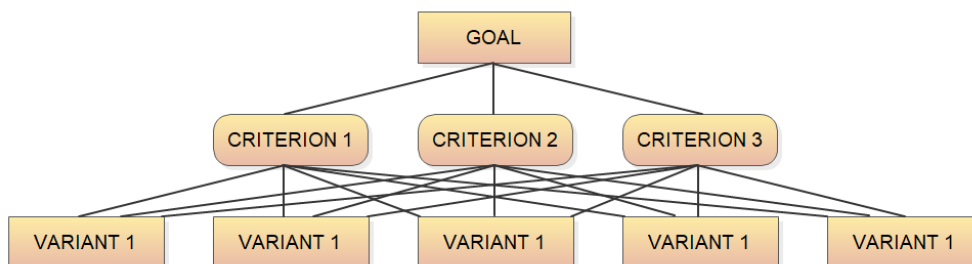 GOAL
CRITERION 1
CRITERION 2
CRITERION 3
VARIANT 1
VARIANT 1
VARIANT 1
VARIANT 1
VARIANT 1